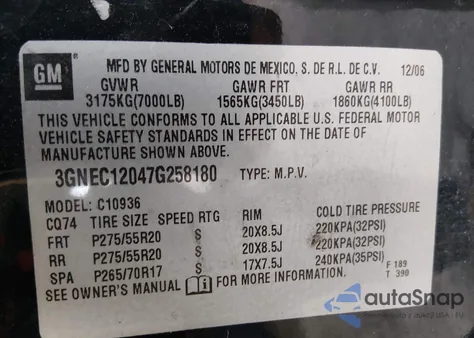 GM
MFD BY GENERAL MOTORS DE MEXICO, S. DE R.L. DE C.V. 12/06
GVWR GAWR FRT GAWR RR
3175KG(7000LB) 1565KG(3450LB) 1860KG(4100LB)
THIS VEHICLE CONFORMS TO ALL APPLICABLE U.S. FEDERAL MOTOR
VEHICLE SAFETY STANDARDS IN EFFECT ON THE DATE OF
MANUFACTURE SHOWN ABOVE.
3GNEC12047G258180 TYPE: M.P.V.
MODEL: C10936
CQ74 TIRE SIZE SPEED RTG RIM COLD TIRE PRESSURE
FRT P275/55R20 S 20X8.5J 220KPA(32PSI)
RR P275/55R20 S 20X8.5J 220KPA(32PSI)
SPA P265/70R17 S 17X7.5J 240KPA(35PSI) F 189
SEE OWNER'S MANUAL FOR MORE INFORMATION. T 390
autoSnap